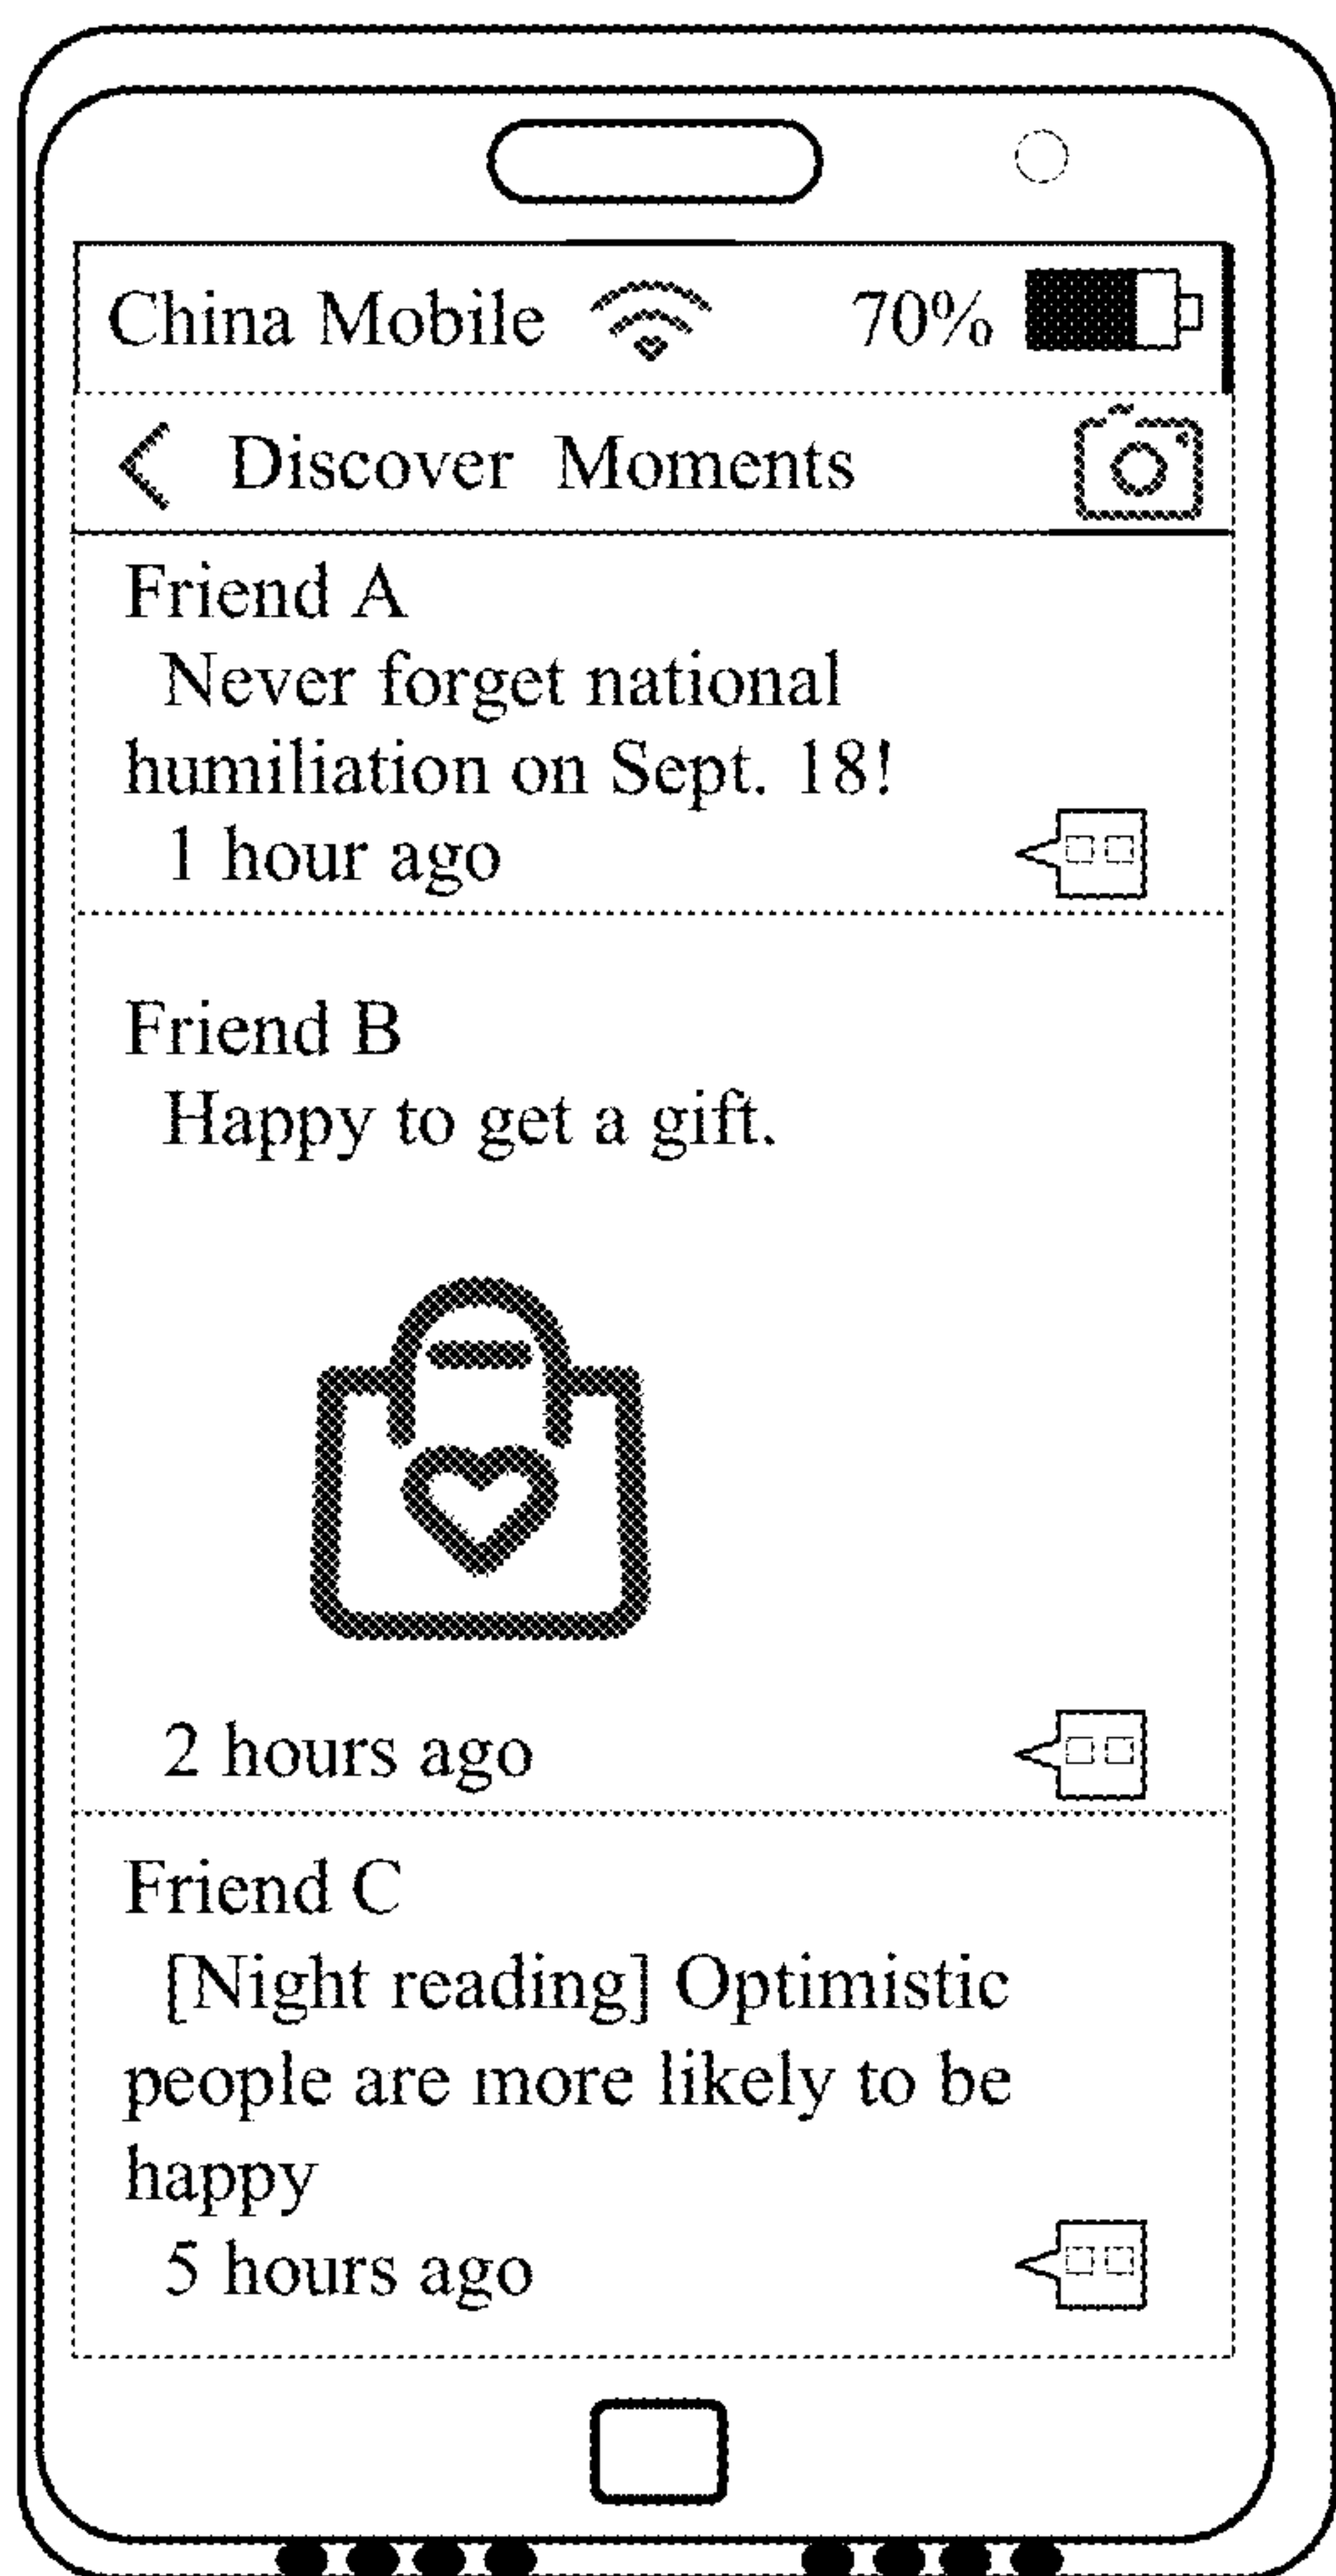 China Mobile 70%
Discover Moments
Friend A
Never forget national
humiliation on Sept. 18!
1 hour ago
Friend B
Happy to get a gift.
2 hours ago
Friend C
[Night reading] Optimistic
people are more likely to be
happy
5 hours ago